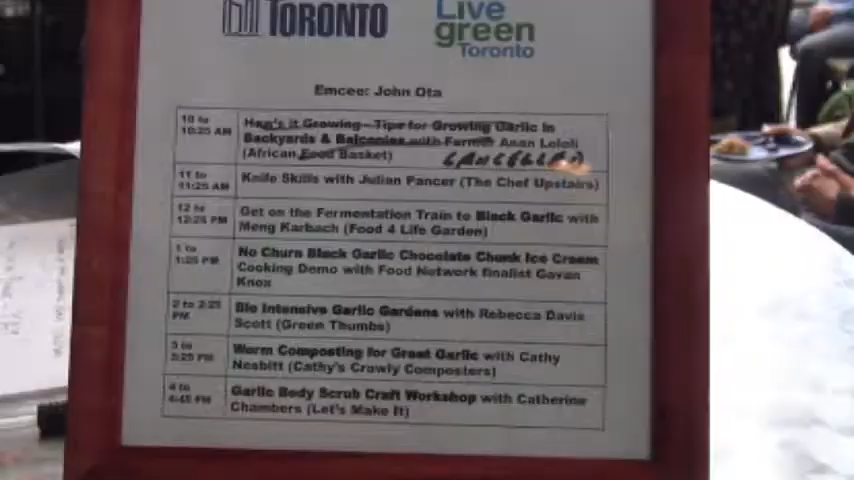 TORONTO
Live
green
Toronto
Emcee: John Ota
10 to
10:25 AM
How's it Growing—Tips for Growing Garlic in
Backyards & Balconies with Farmer Anan Lololi
(African Food Basket)
CANCELLED
11 to
11:25 AM
Knife Skills with Julian Pancer (The Chef Upstairs)
12 to
12:25 PM
Get on the Fermentation Train to Black Garlic with
Meng Karbach (Food 4 Life Garden)
1 to
1:25 PM
No Churn Black Garlic Chocolate Chunk Ice Cream
Cooking Demo with Food Network finalist Gavan
Knox
2 to 2:25
PM
Bio Intensive Garlic Gardens with Rebecca Davie
Scott (Green Thumbs)
3 to
3:25 PM
Worm Composting for Great Garlic with Cathy
Nesbitt (Cathy's Crawly Composters)
4 to
4:45 PM
Garlic Body Scrub Craft Workshop with Catherine
Chambers (Let's Make It)